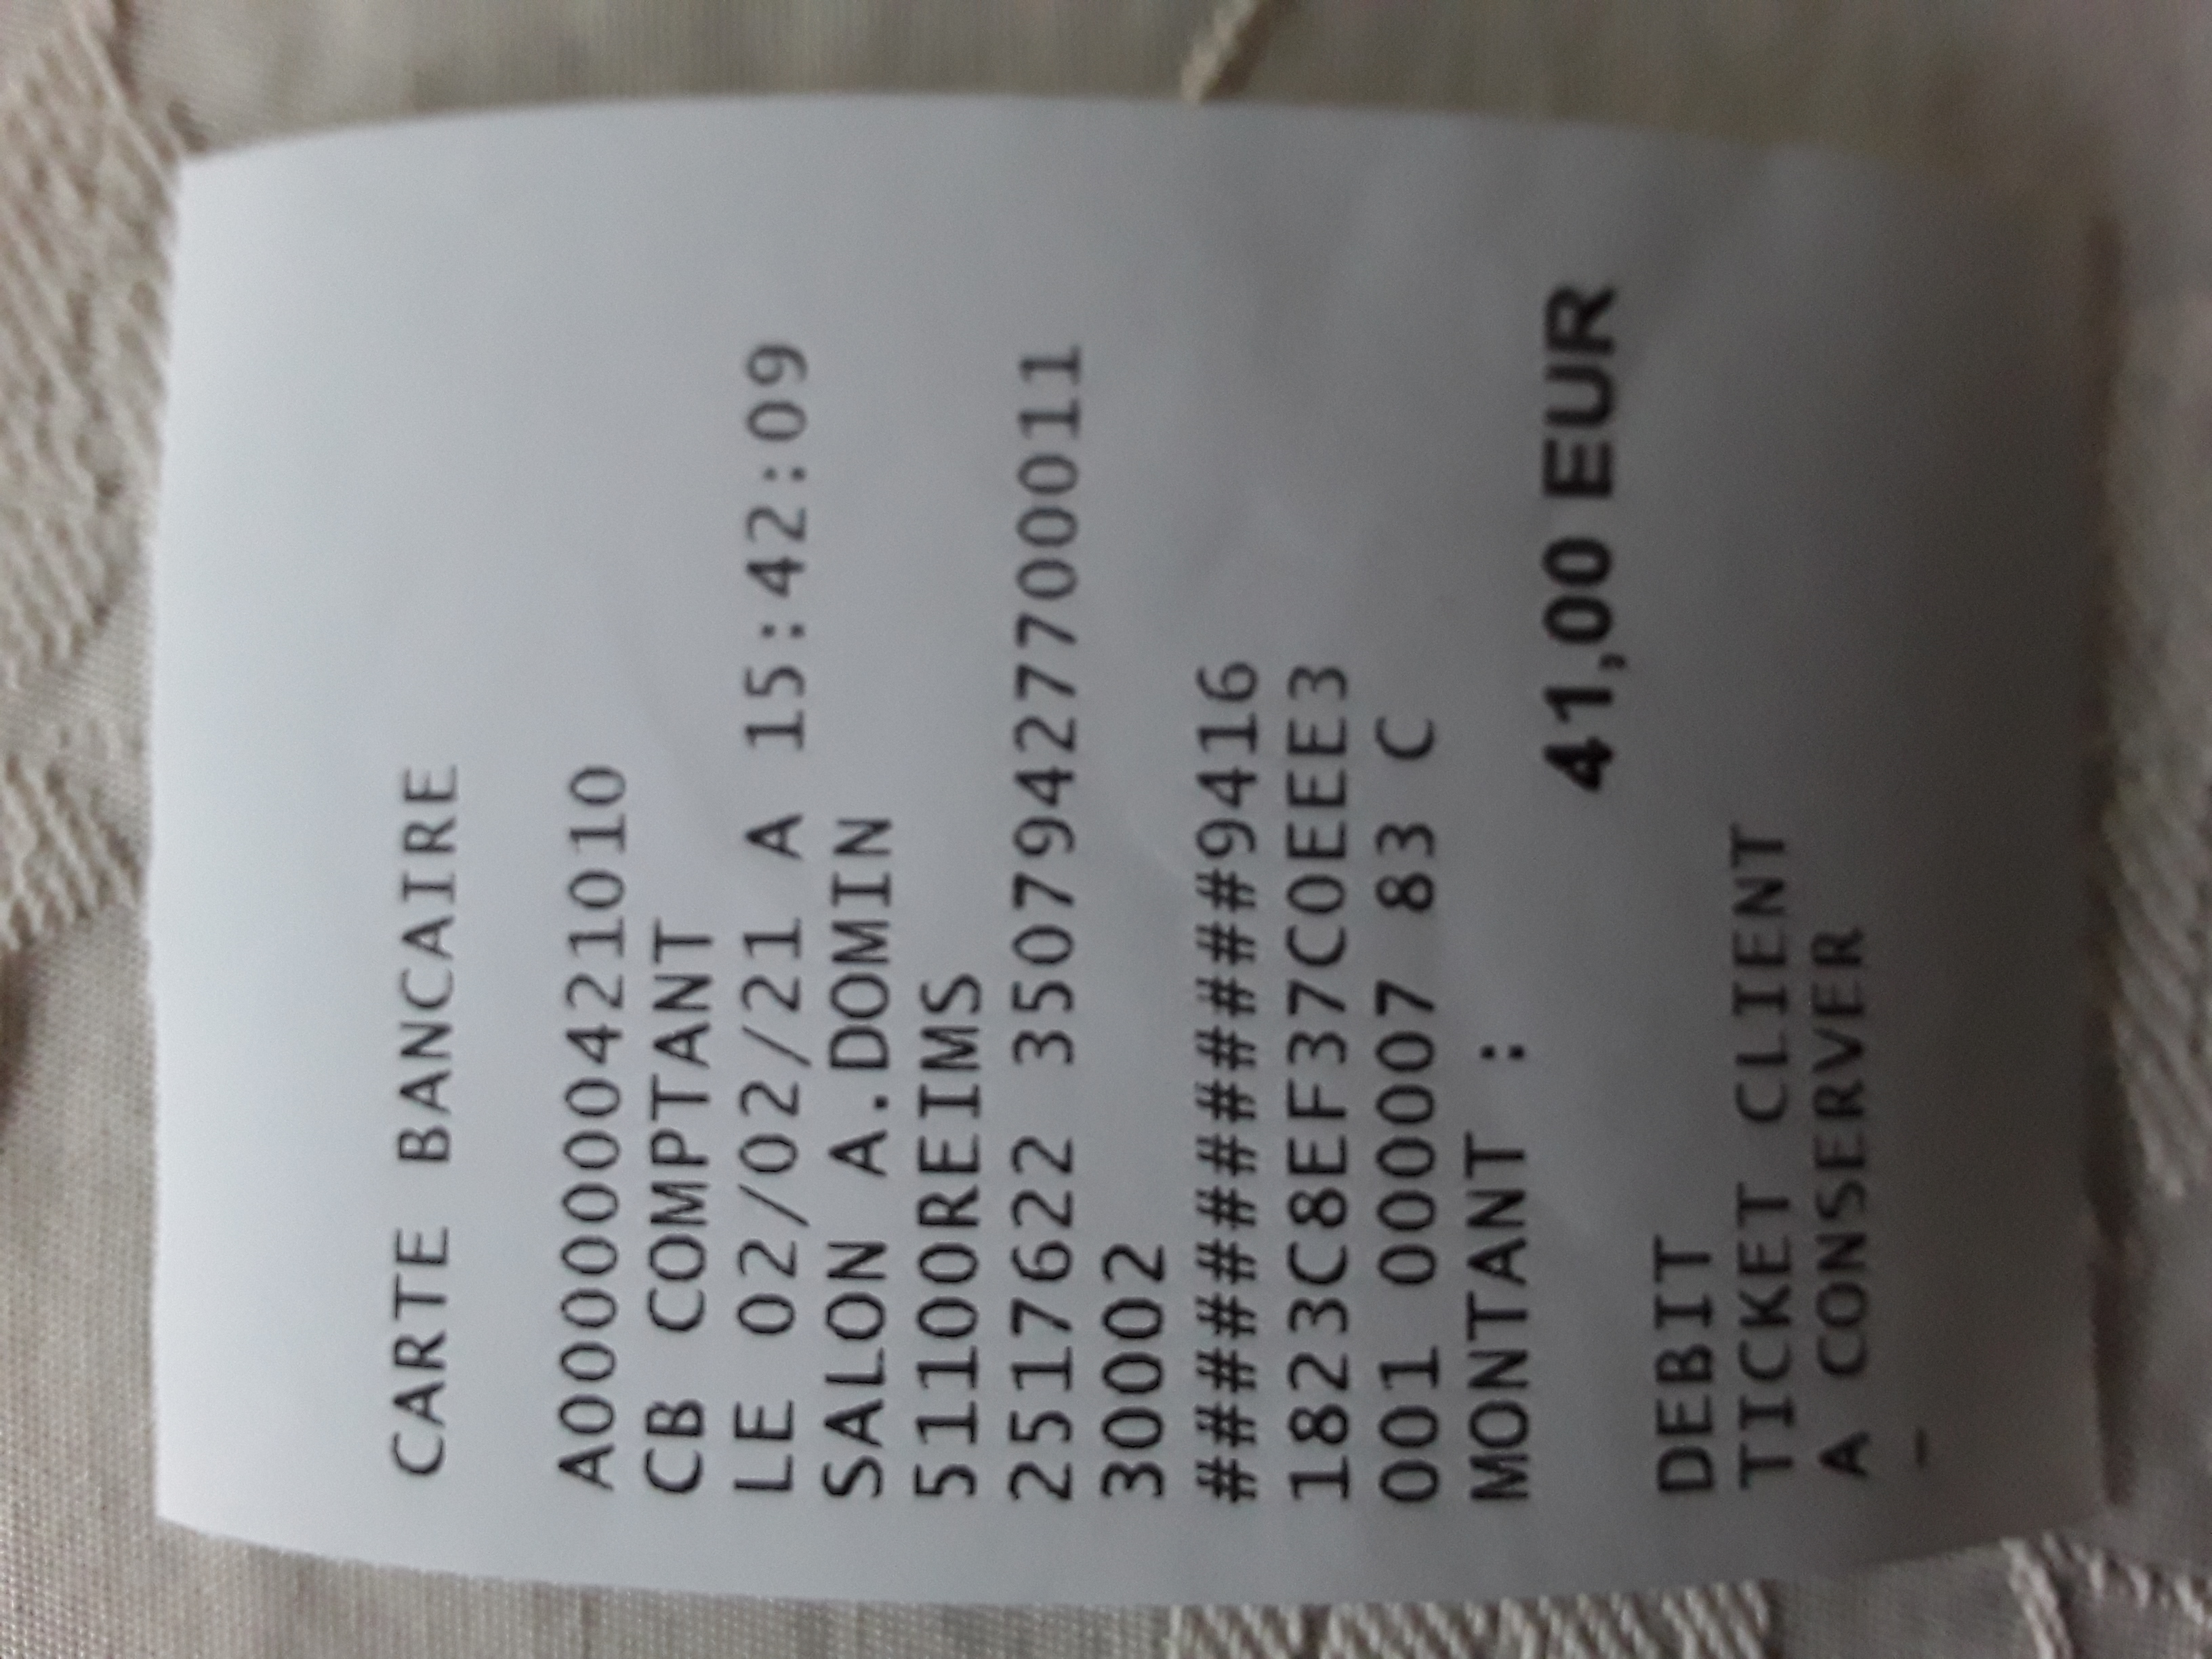 CARTE BANCAIRE
A0000000421010
CB COMPTANT
LE 02/02/21 A 15:42:09
SALON A.DOMIN
51100REIMS
2517622 35079427700011
30002
############9416
1823C8EF37C0EEE3
001 000007 83 C
MONTANT :
41,00 EUR
DEBIT
TICKET CLIENT
A CONSERVER
-